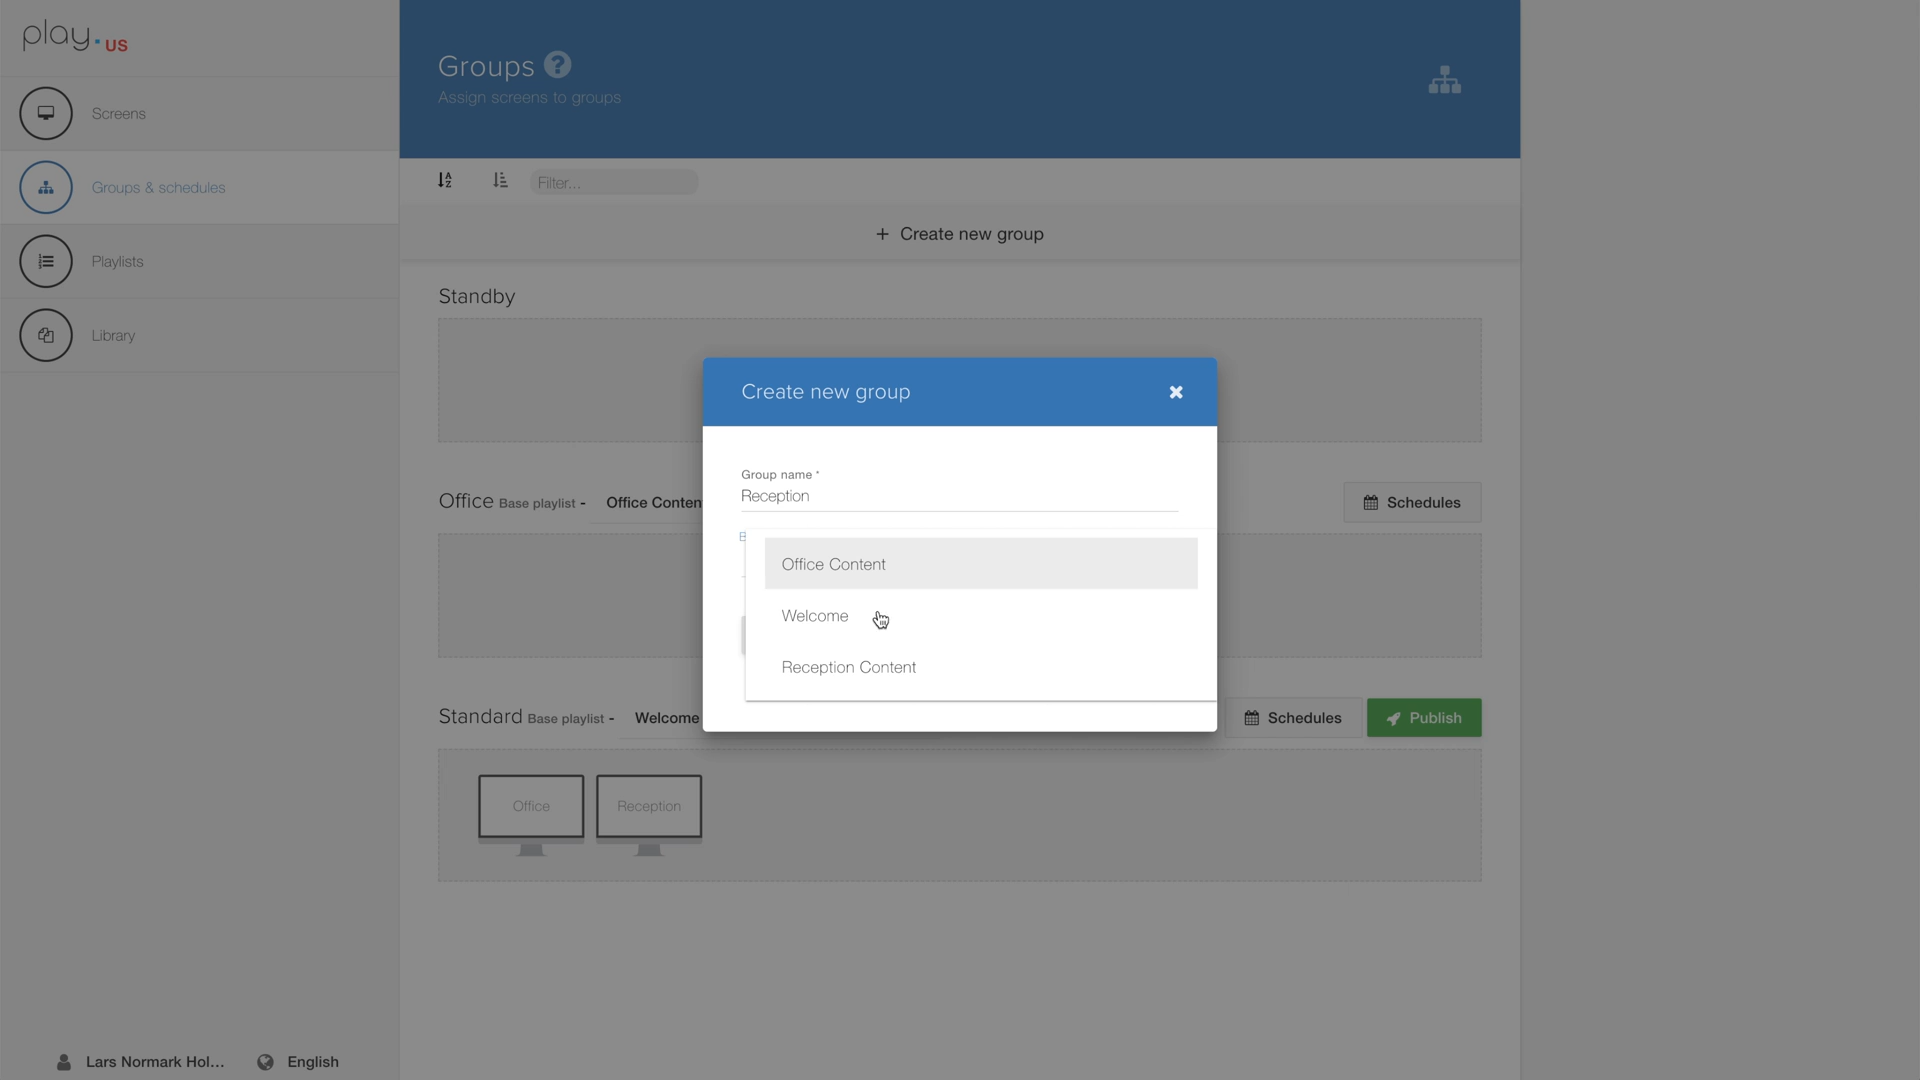 play. US
Screens
Groups & schedules
Playlists
Library
Lars Normark Hol...
English
Groups ?
Assign screens to groups
Filter...
+ Create new group
Standby
Office Base playlist - Office Conten
Schedules
Standard Base playlist - Welcome
Schedules
Publish
Office
Reception
Create new group
Group name *
Reception
Office Content
Welcome
Reception Content